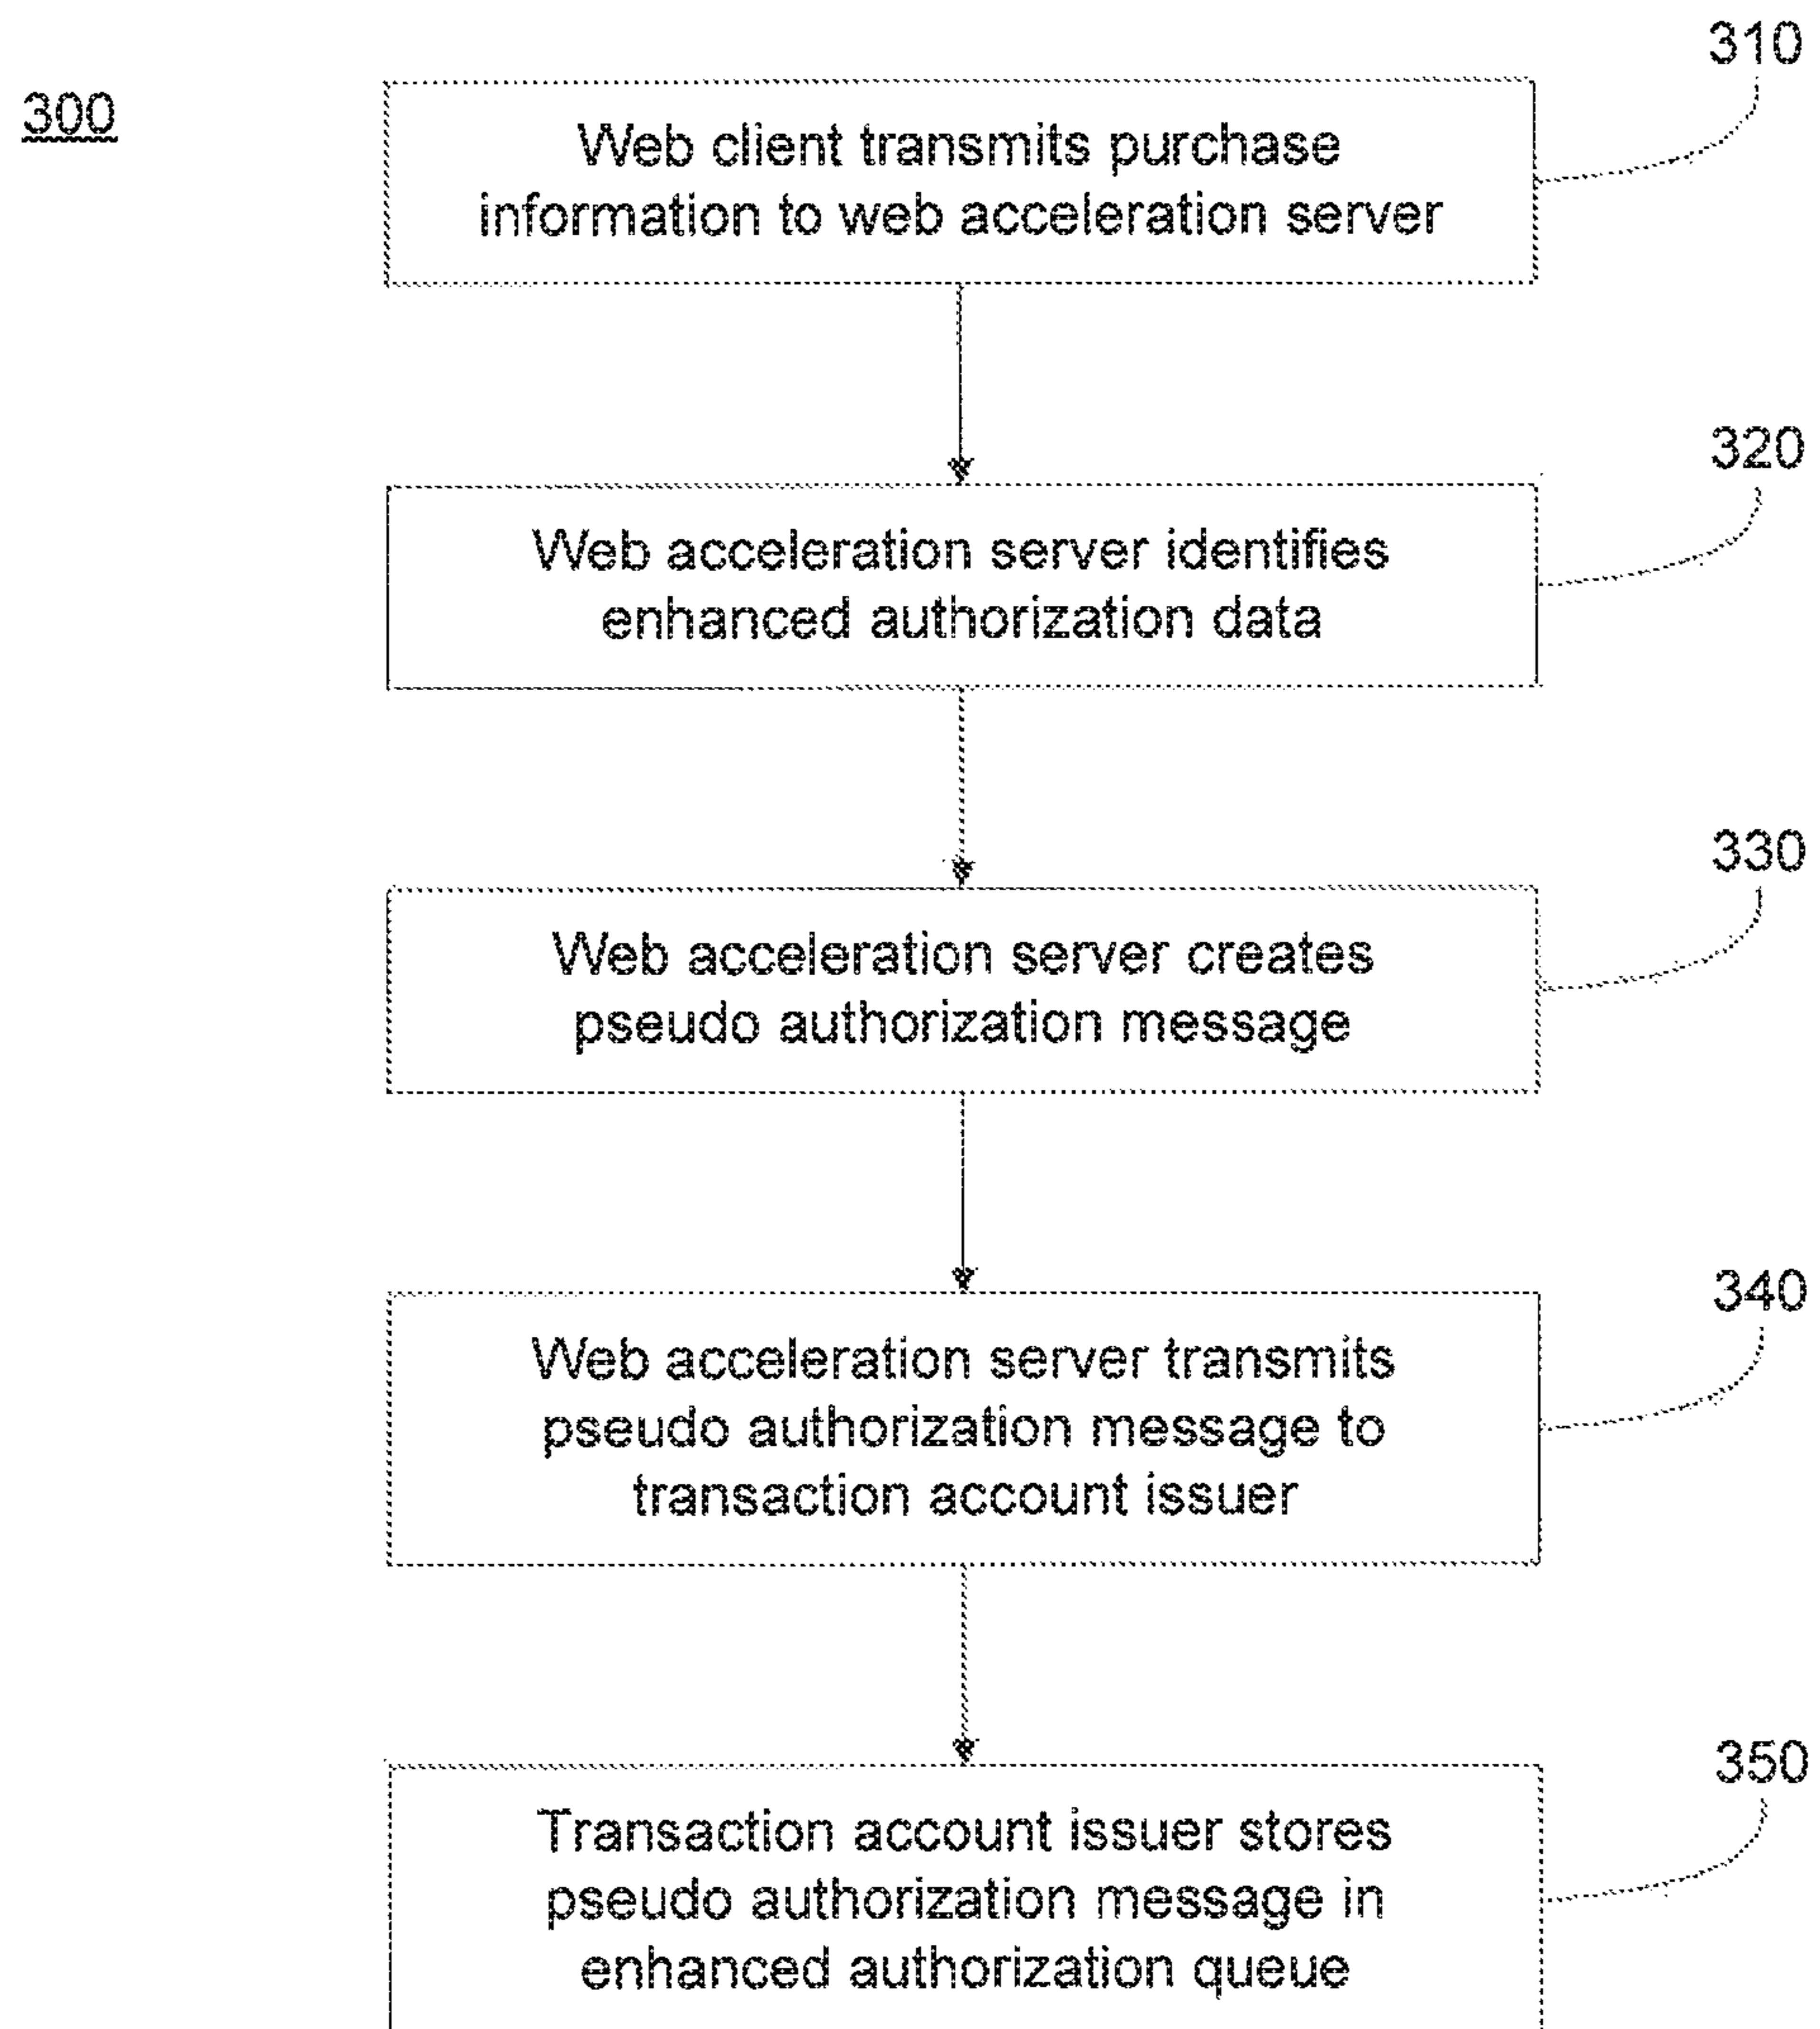 310
300
Web client transmits purchase
information to web acceleration server
320
Web acceleration server identifies
enhanced authorization data
330
Web acceleration server creates
pseudo authorization message
340
Web acceleration server transmits
pseudo authorization message to
transaction account issuer
350
Transaction account issuer stores
pseudo authorization message in
enhanced authorization queue